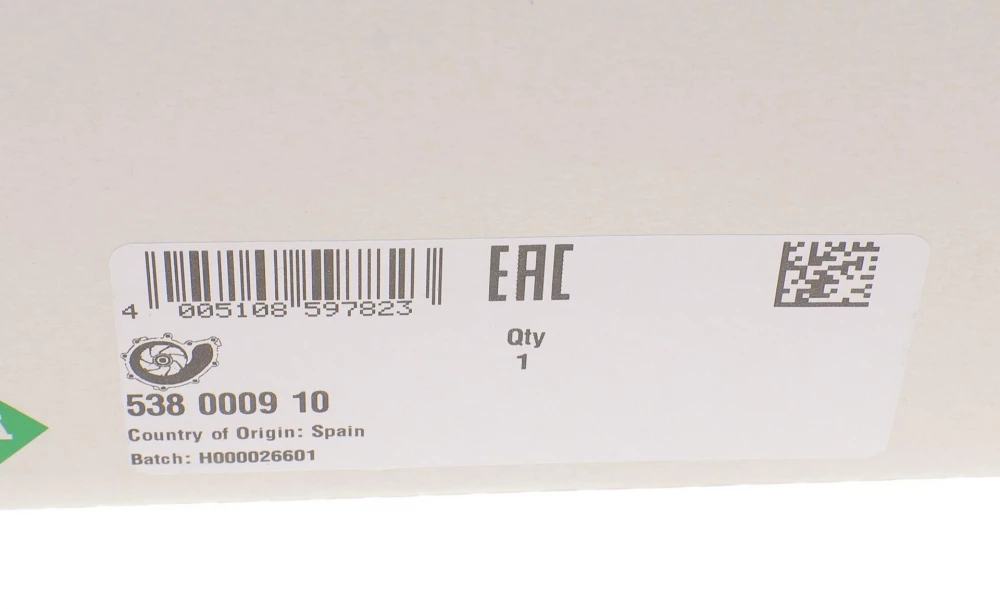 4 005108 597823
EAC
Qty
1
538 0009 10
Country of Origin: Spain
Batch: H000026601